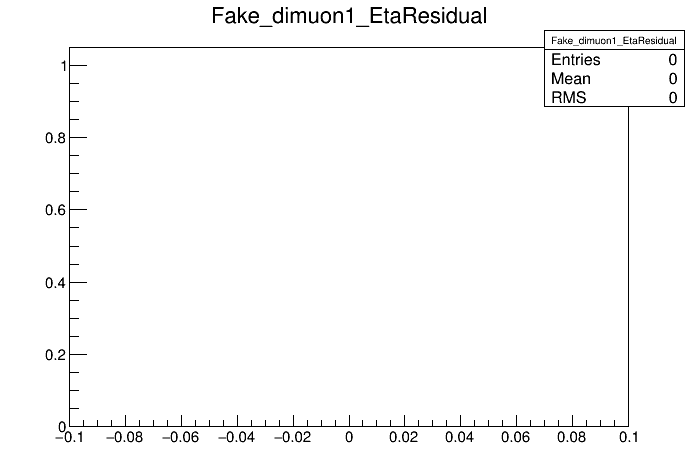 Fake_dimuon1_EtaResidual
Fake_dimuon1_EtaResidual
Entries 0
Mean 0
RMS 0
1
0.8
0.6
0.4
0.2
0
−0.1 −0.08 −0.06 −0.04 −0.02 0 0.02 0.04 0.06 0.08 0.1